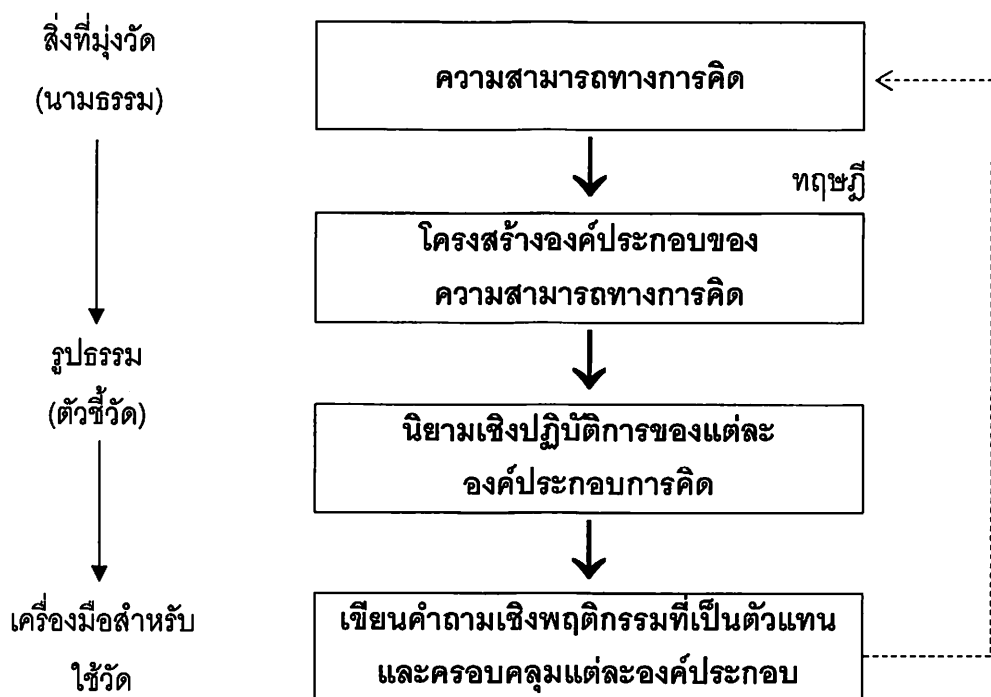 สิ่งที่มุ่งวัด
(นามธรรม)
ความสามารถทางการคิด
ทฤษฎี
โครงสร้างองค์ประกอบของ
ความสามารถทางการคิด
รูปธรรม
(ตัวชี้วัด)
นิยามเชิงปฏิบัติการของแต่ละ
องค์ประกอบการคิด
เครื่องมือสำหรับ
ใช้วัด
เขียนคำถามเชิงพฤติกรรมที่เป็นตัวแทน
และครอบคลุมแต่ละองค์ประกอบ